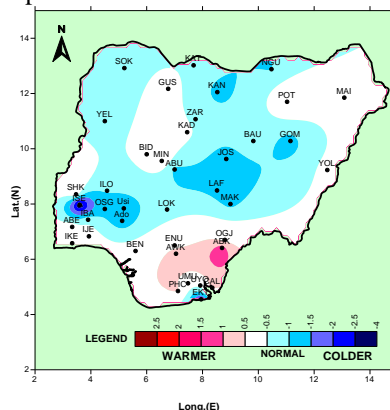 14
12
10
8
6
4
2
Lat.(N)
N
SOK
KAT
NGU
GUS
KAN
POT
MAI
YEL
ZAR
KAD
BID
MIN
ABU
JOS
BAU
GOM
YOL
LAF
MAK
SHK
ILO
ISE
OSG
Usi
IBA
Ado
LOK
ABE
IJE
IKE
BEN
ENU
AWK
OGJ
ABK
UMU
PHC
UYO
CAL
EKT
LEGEND
2.5
2
1.5
1
0.5
-0.5
-1
-1.5
-2
-2.5
-3
-4
WARMER
NORMAL
COLDER
2
4
6
8
10
12
14
Long.(E)